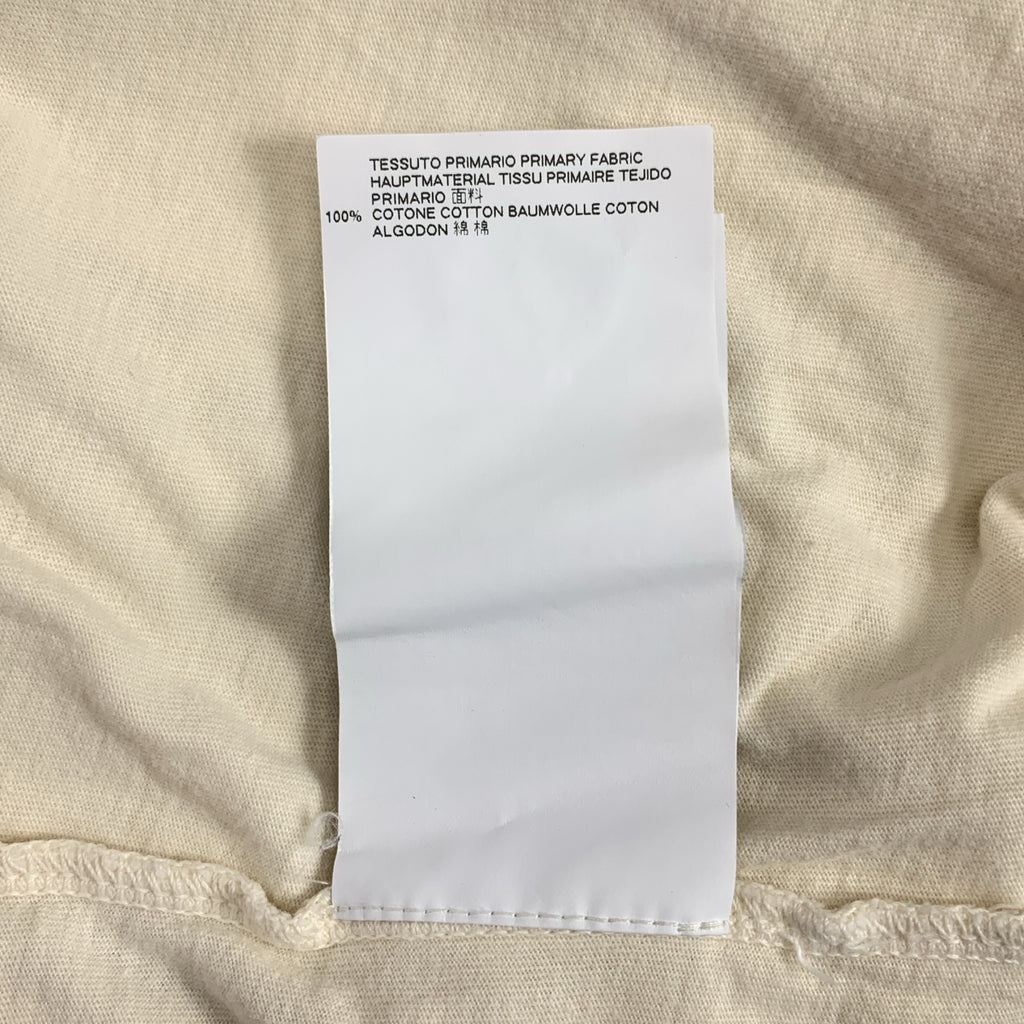 TESSUTO PRIMARIO PRIMARY FABRIC
HAUPTMATERIAL TISSU PRIMAIRE TEJIDO
PRIMARIO 面料
100% COTONE COTTON BAUMWOLLE COTON
ALGODON 綿 棉